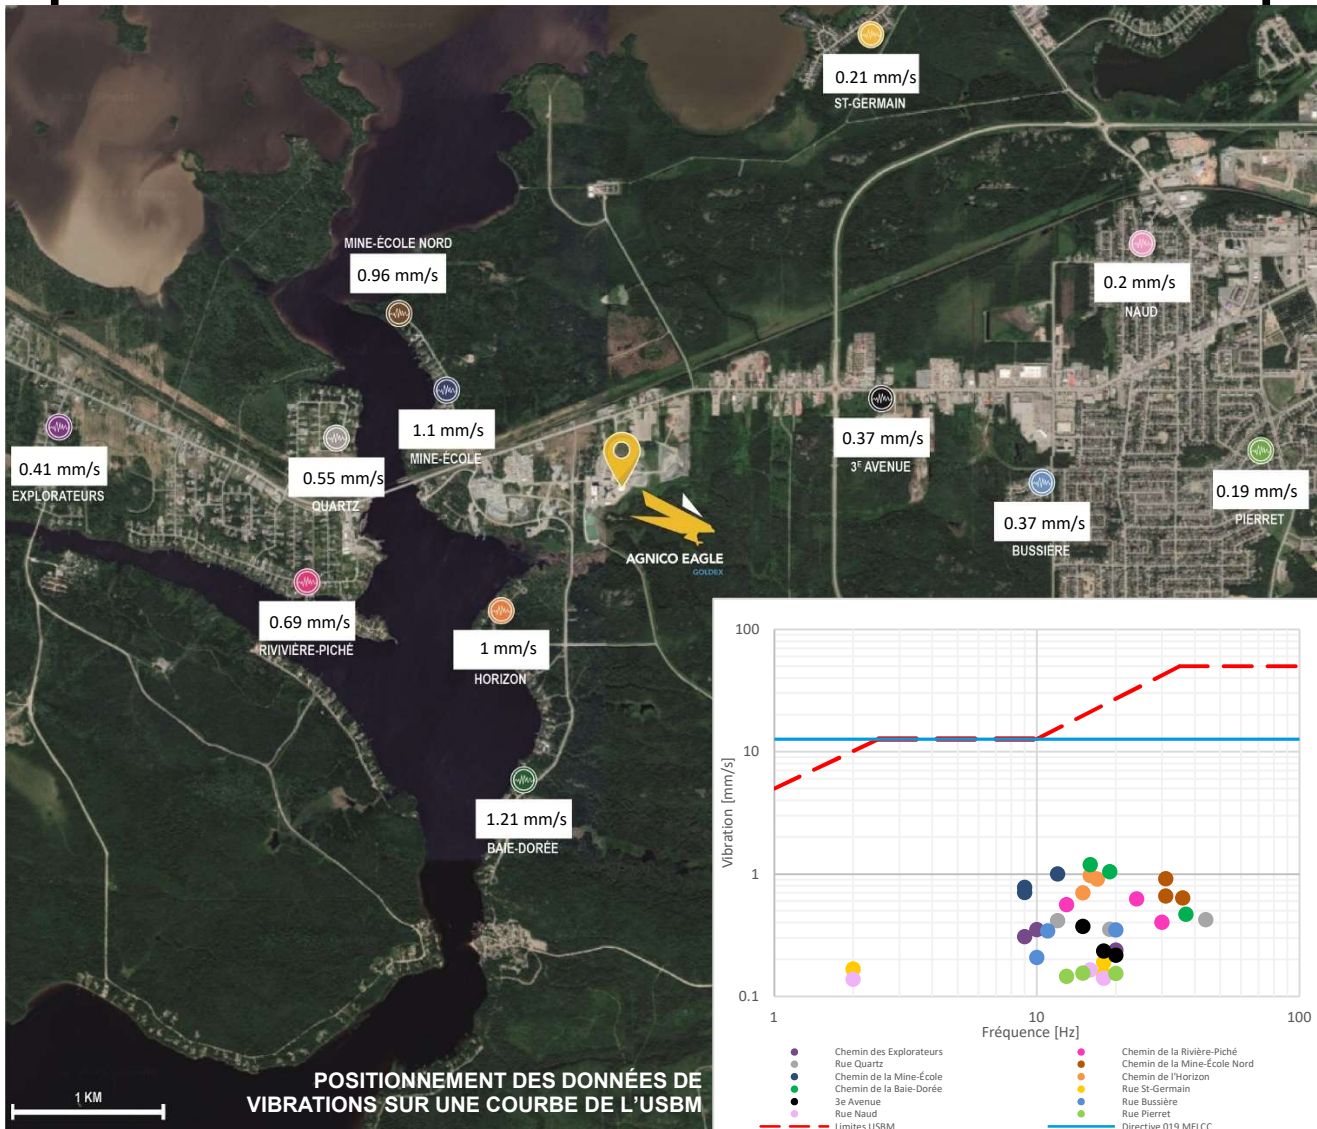 0.21 mm/s
ST-GERMAIN
MINE-ÉCOLE NORD
0.96 mm/s
0.2 mm/s
NAUD
1.1 mm/s
MINE-ÉCOLE
0.41 mm/s
EXPLORATEURS
0.55 mm/s
QUARTZ
0.37 mm/s
3E AVENUE
0.37 mm/s
BUSSIÈRE
0.19 mm/s
PIERRET
AGNICO EAGLE
GOLDEX
0.69 mm/s
RIVIVIÈRE-PICHÉ
1 mm/s
HORIZON
1.21 mm/s
BAIE-DORÉE
100
10
1
0.1
Vibration [mm/s]
1
10
100
Fréquence [Hz]
Chemin des Explorateurs
Chemin de la Rivière-Piché
Rue Quartz
Chemin de la Mine-École Nord
Chemin de la Mine-École
Chemin de l'Horizon
Chemin de la Baie-Dorée
Rue St-Germain
3e Avenue
Rue Bussière
Rue Naud
Rue Pierret
Limites USBM
Directive 019 MELCC
POSITIONNEMENT DES DONNÉES DE
VIBRATIONS SUR UNE COURBE DE L'USBM
1 KM